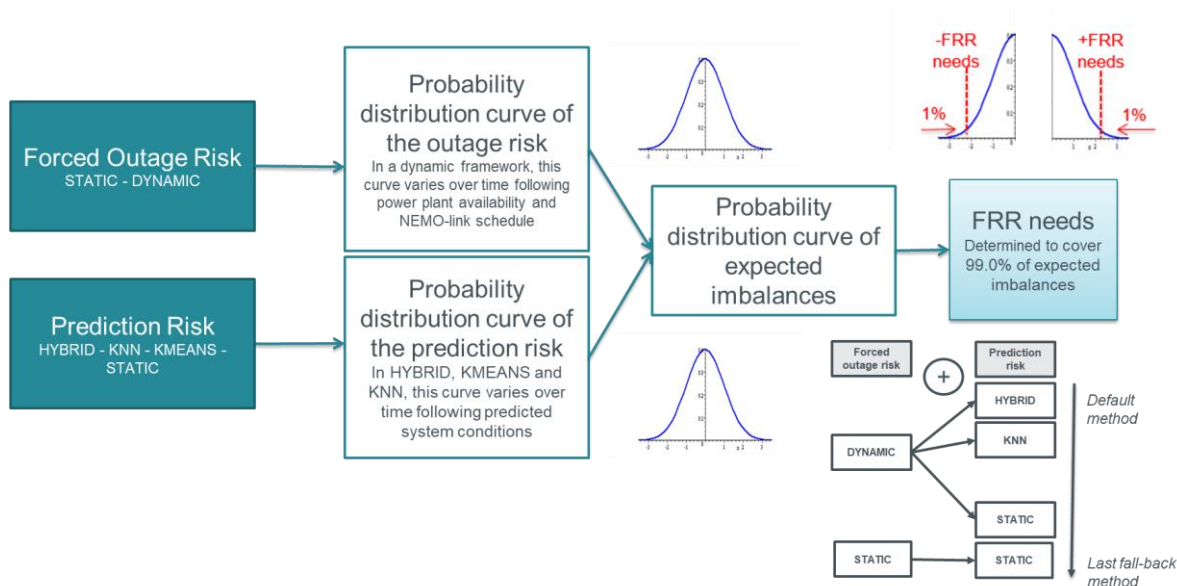 Forced Outage Risk
STATIC - DYNAMIC
Prediction Risk
HYBRID - KNN - KMEANS -
STATIC
Probability
distribution curve of
the outage risk
In a dynamic framework, this
curve varies over time following
power plant availability and
NEMO-link schedule
Probability
distribution curve of
the prediction risk
In HYBRID, KMEANS and
KNN, this curve varies over
time following predicted
system conditions
Probability
distribution curve of
expected
imbalances
-FRR
needs
1%
+FRR
needs
1%
FRR needs
Determined to cover
99.0% of expected
imbalances
Forced
outage risk
+
Prediction
risk
HYBRID
KNN
DYNAMIC
STATIC
STATIC
STATIC
Default
method
Last fall-back
method